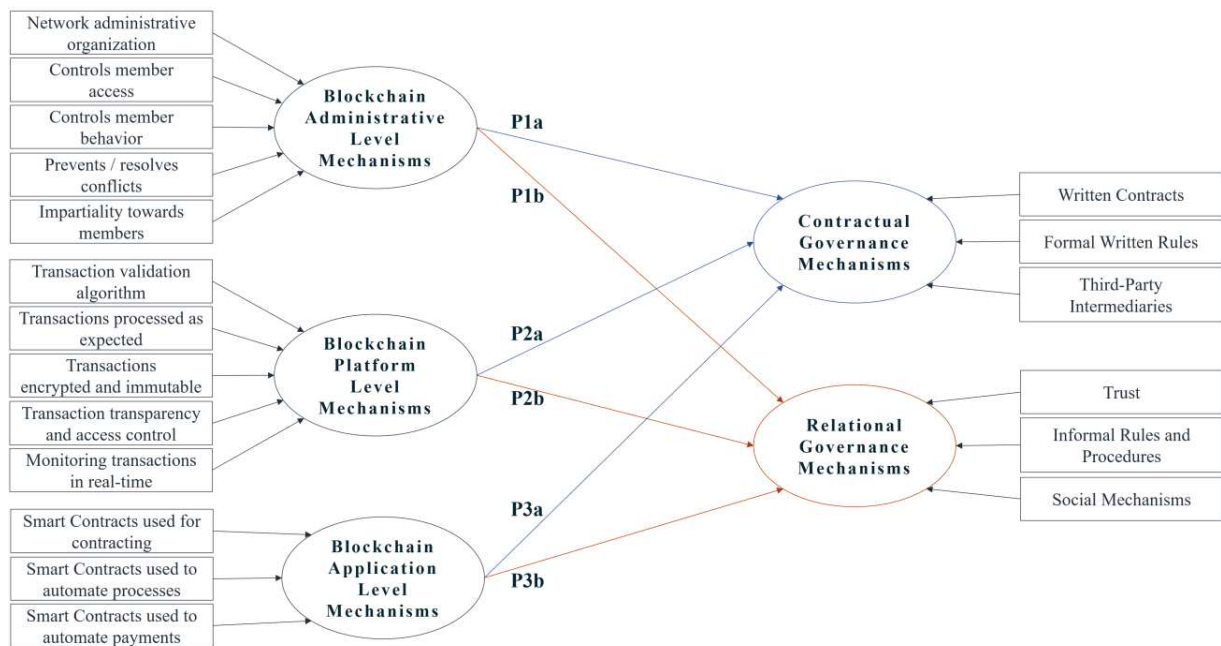 Network administrative
organization
Controls member
access
Controls member
behavior
Prevents / resolves
conflicts
Impartiality towards
members
Blockchain
Administrative
Level
Mechanisms
Transaction validation
algorithm
Transactions processed as
expected
Transactions
encrypted and immutable
Transaction transparency
and access control
Monitoring transactions
in real-time
Blockchain
Platform
Level
Mechanisms
Smart Contracts used for
contracting
Smart Contracts used to
automate processes
Smart Contracts used to
automate payments
Blockchain
Application
Level
Mechanisms
P1a
P1b
P2a
P2b
P3a
P3b
Contractual
Governance
Mechanisms
Written Contracts
Formal Written Rules
Third-Party
Intermediaries
Relational
Governance
Mechanisms
Trust
Informal Rules and
Procedures
Social Mechanisms